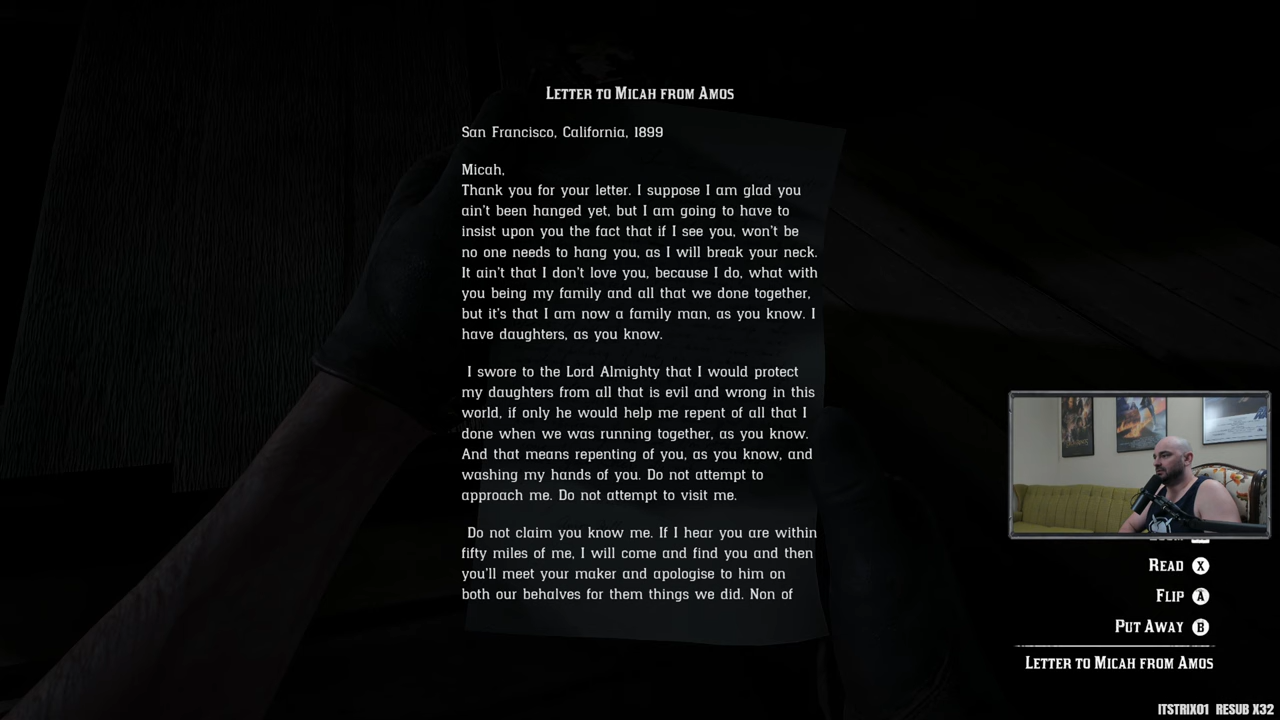 Letter to Micah from Amos
San Francisco, California, 1899
Micah,
Thank you for your letter. I suppose I am glad you
ain't been hanged yet, but I am going to have to
insist upon you the fact that if I see you, won't be
no one needs to hang you, as I will break your neck.
It ain't that I don't love you, because I do, what with
you being my family and all that we done together,
but it's that I am now a family man, as you know. I
have daughters, as you know.
I swore to the Lord Almighty that I would protect
my daughters from all that is evil and wrong in this
world, if only he would help me repent of all that I
done when we was running together, as you know.
And that means repenting of you, as you know, and
washing my hands of you. Do not attempt to
approach me. Do not attempt to visit me.
Do not claim you know me. If I hear you are within
fifty miles of me, I will come and find you and then
you'll meet your maker and apologise to him on
both our behalves for them things we did. Non of
Read X
Flip A
Put Away B
Letter to Micah from Amos
ITSTRIX01 RESUB X32